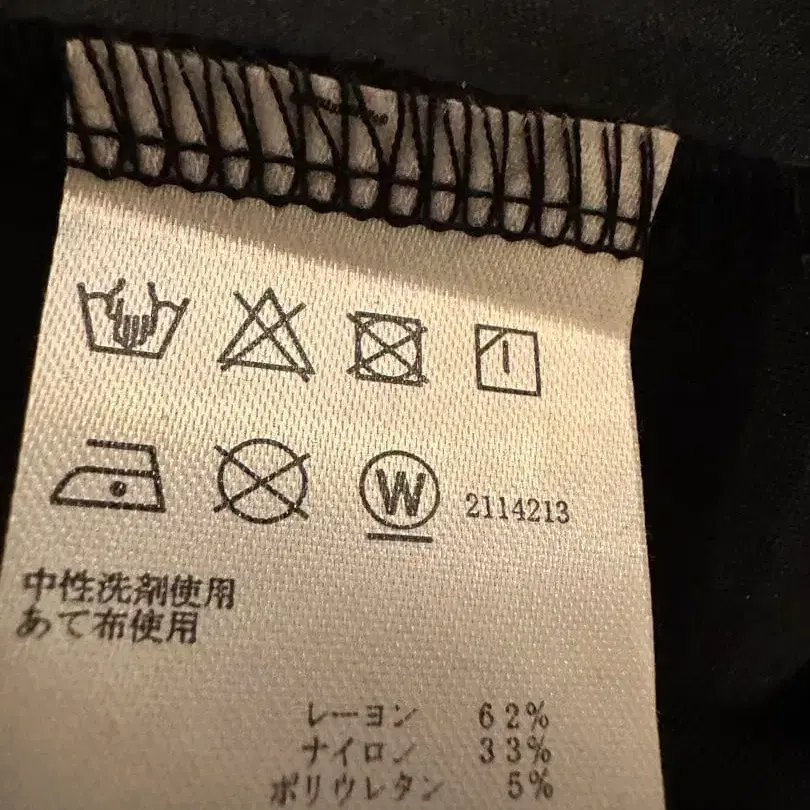 W 2114213
中性洗剤使用
あて布使用
レーヨン 62%
ナイロン 33%
ポリウレタン 5%